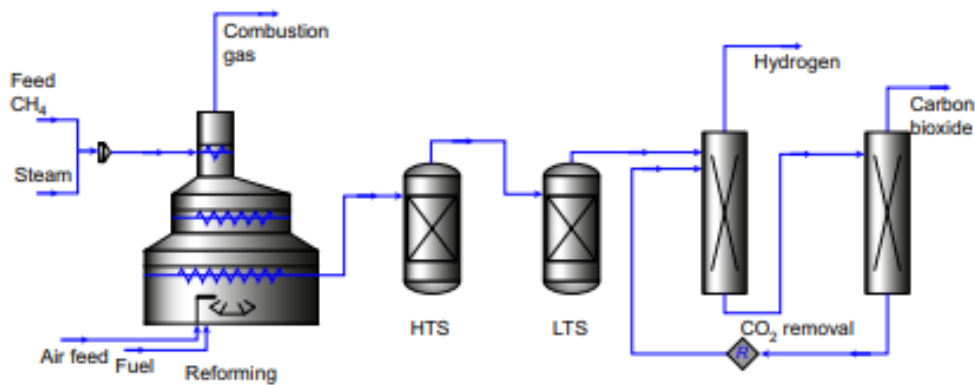 Combustion
gas
Hydrogen
Feed
CH₄
Carbon
bioxide
Steam
HTS
LTS
CO₂ removal
R
Air feed
Fuel
Reforming